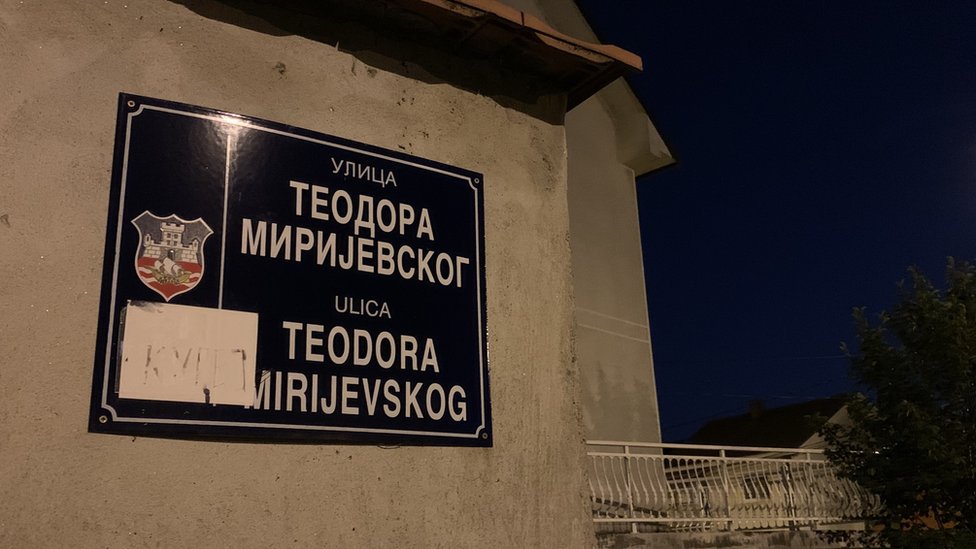 УЛИЦА
ТЕОДОРА
МИРИЈЕВСКОГ
ULICA
TEODORA
MIRIJEVSKOG